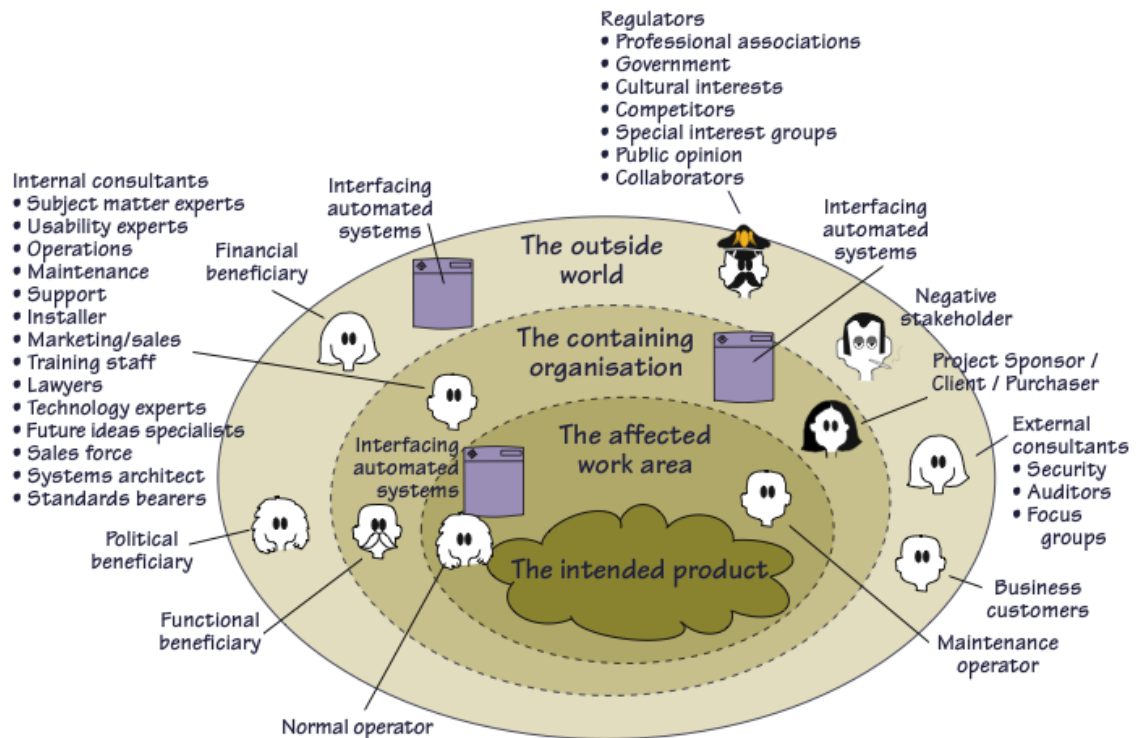 Regulators
• Professional associations
• Government
• Cultural interests
• Competitors
• Special interest groups
• Public opinion
• Collaborators
Internal consultants
• Subject matter experts
• Usability experts
• Operations
• Maintenance
• Support
• Installer
• Marketing/sales
• Training staff
• Lawyers
• Technology experts
• Future ideas specialists
• Sales force
• Systems architect
• Standards bearers
Interfacing
automated
systems
Financial
beneficiary
The outside
world
Interfacing
automated
systems
Negative
stakeholder
The containing
organisation
Project Sponsor /
Client / Purchaser
The affected
work area
Interfacing
automated
systems
External
consultants
• Security
• Auditors
• Focus
groups
Political
beneficiary
The intended product
Business
customers
Functional
beneficiary
Maintenance
operator
Normal operator